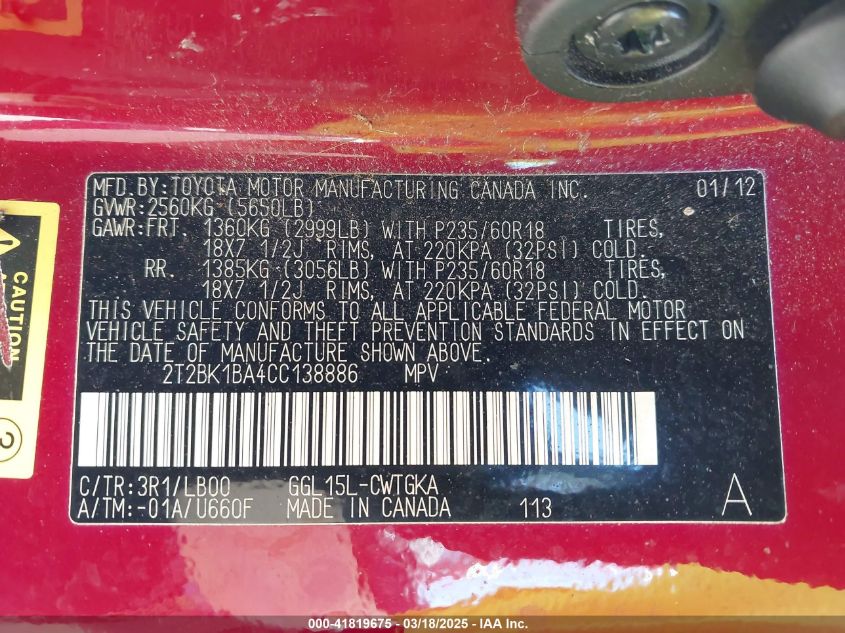 MFD.BY:TOYOTA MOTOR MANUFACTURING CANADA INC. 01/12
GVWR:2560KG (5650LB)
GAWR:FRT. 1360KG (2999LB) WITH P235/60R18 TIRES,
18X7 1/2J RIMS, AT 220KPA (32PSI) COLD.
RR. 1385KG (3056LB) WITH P235/60R18 TIRES,
18X7 1/2J RIMS, AT 220KPA (32PSI) COLD.
THIS VEHICLE CONFORMS TO ALL APPLICABLE FEDERAL MOTOR
VEHICLE SAFETY AND THEFT PREVENTION STANDARDS IN EFFECT ON
THE DATE OF MANUFACTURE SHOWN ABOVE.
2T2BK1BA4CC138886 MPV
C/TR:3R1/LB00 GGL15L-CWTGKA A
A/TM:-01A/U660F MADE IN CANADA 113
000-41819675 - 03/18/2025 - IAA Inc.